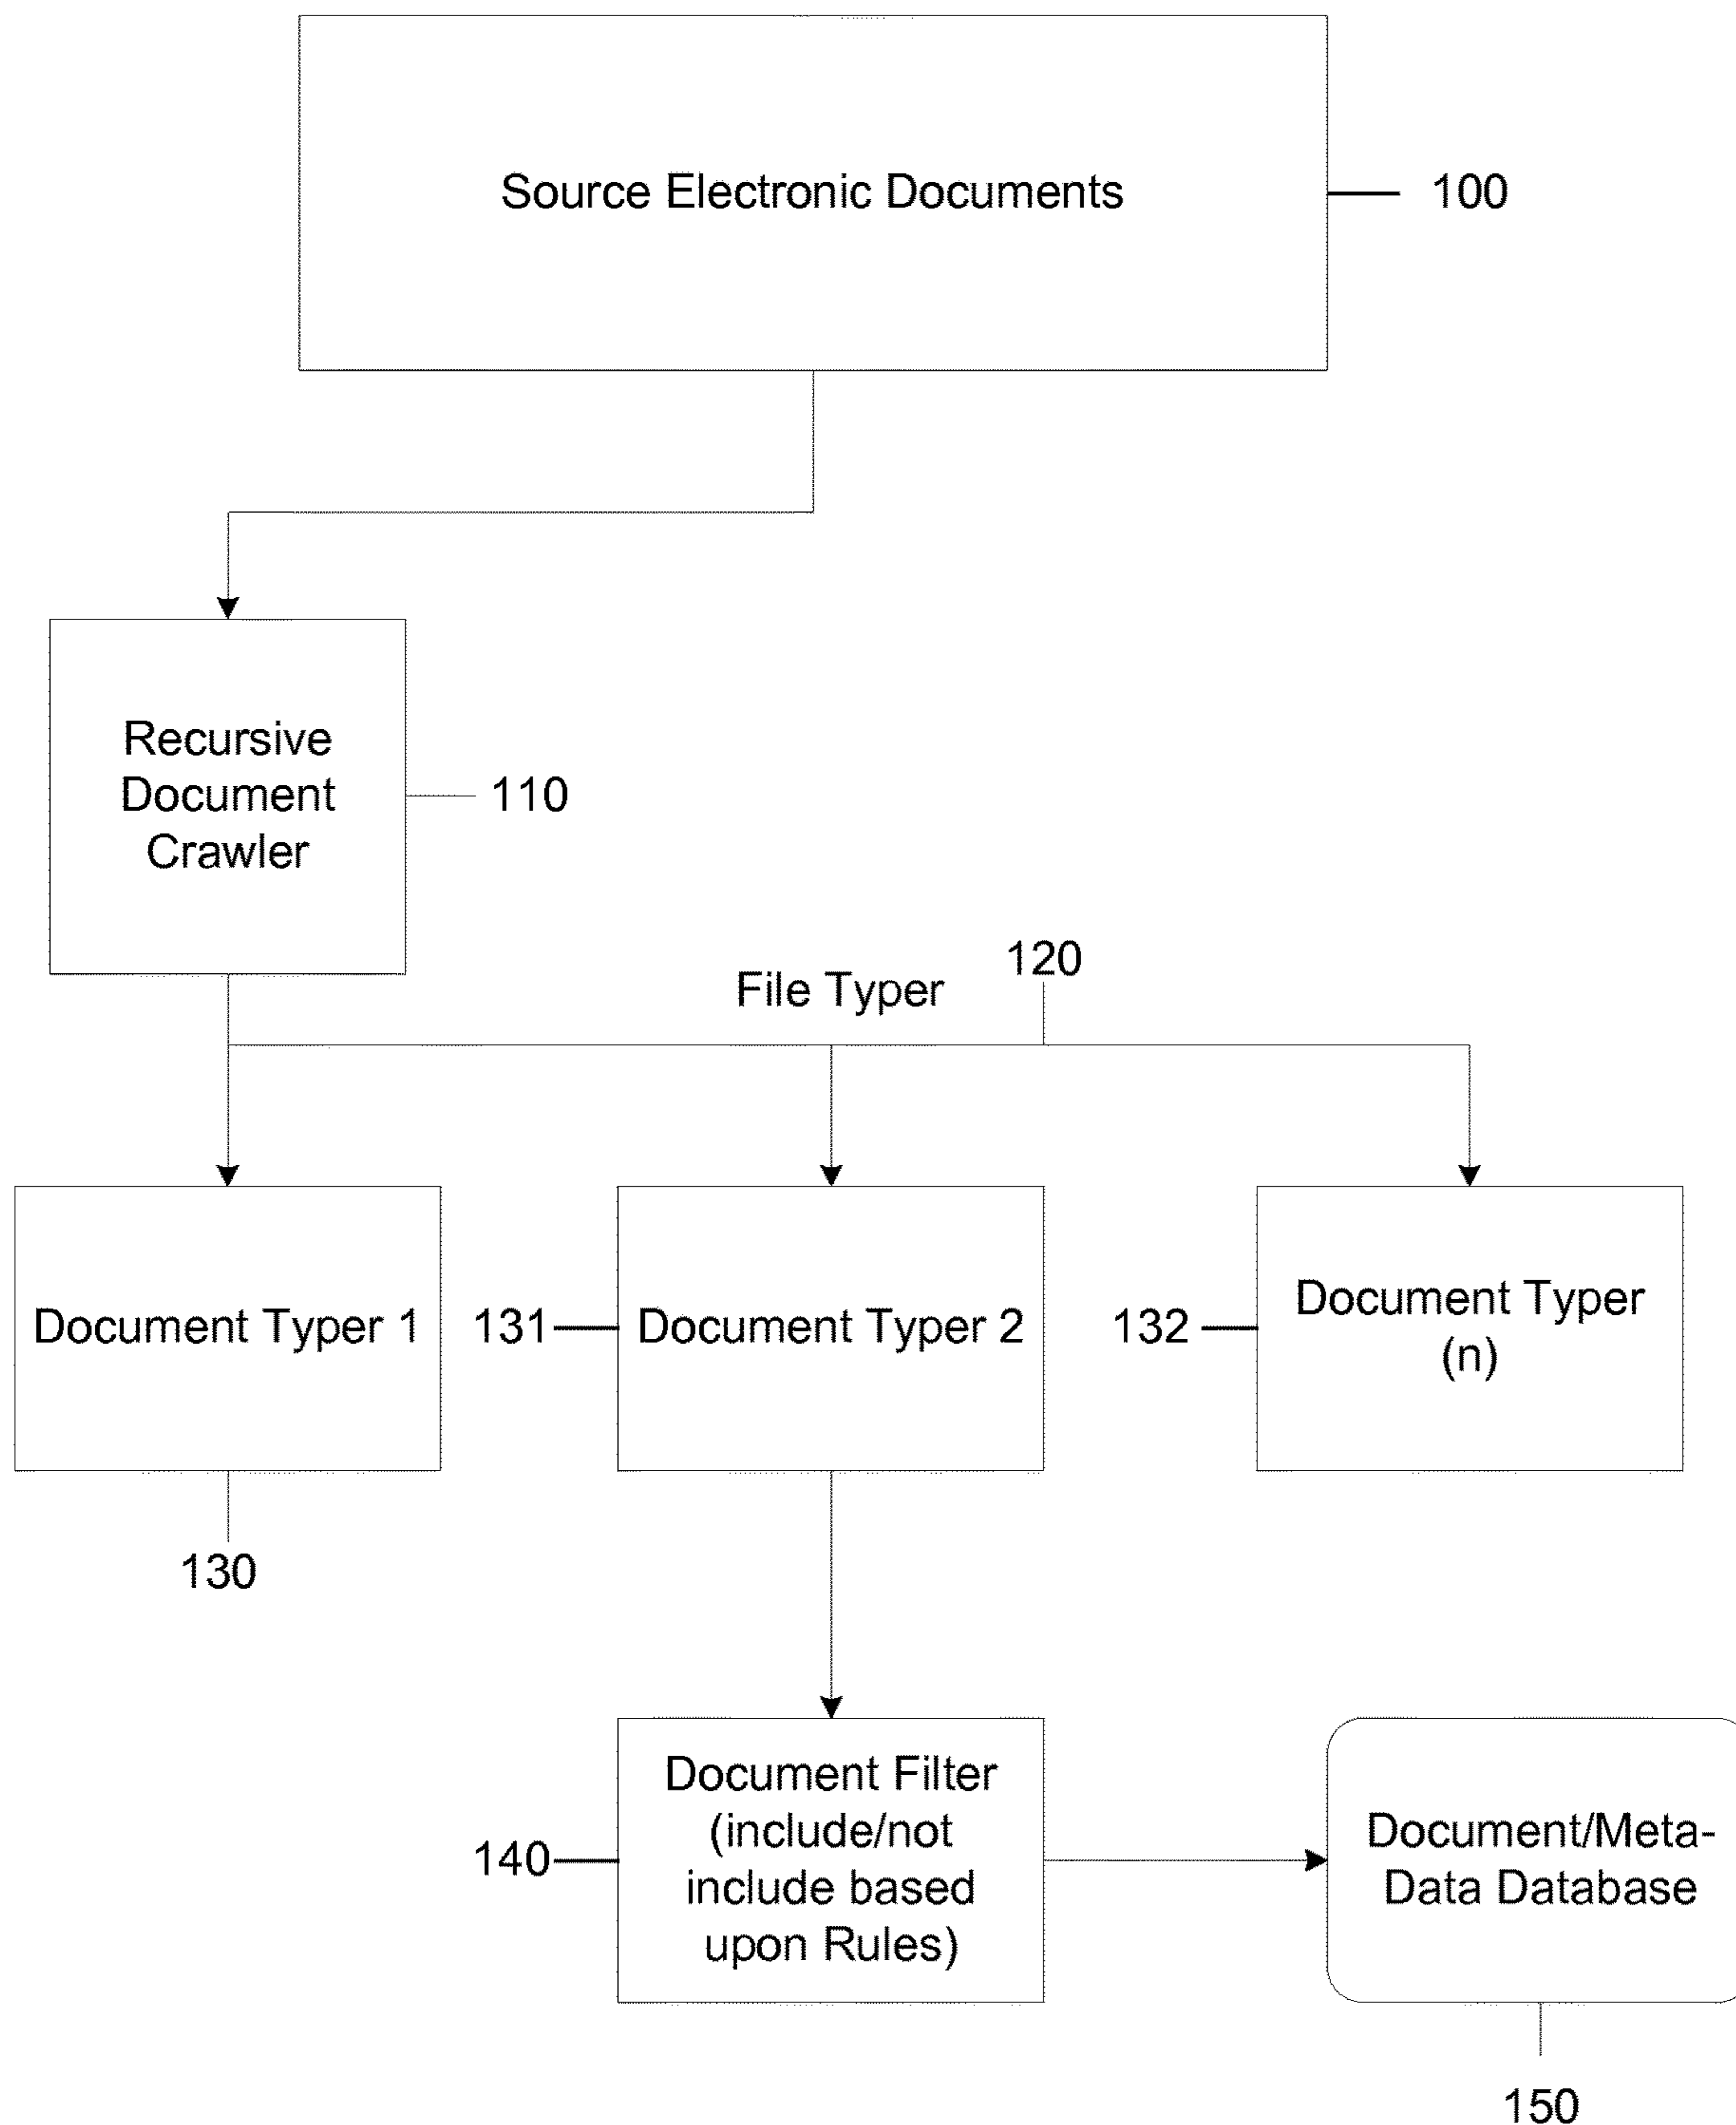 Source Electronic Documents
100
Recursive
Document
Crawler
110
File Typer
120
Document Typer 1
130
131
Document Typer 2
132
Document Typer
(n)
140
Document Filter
(include/not
include based
upon Rules)
Document/Meta-
Data Database
150